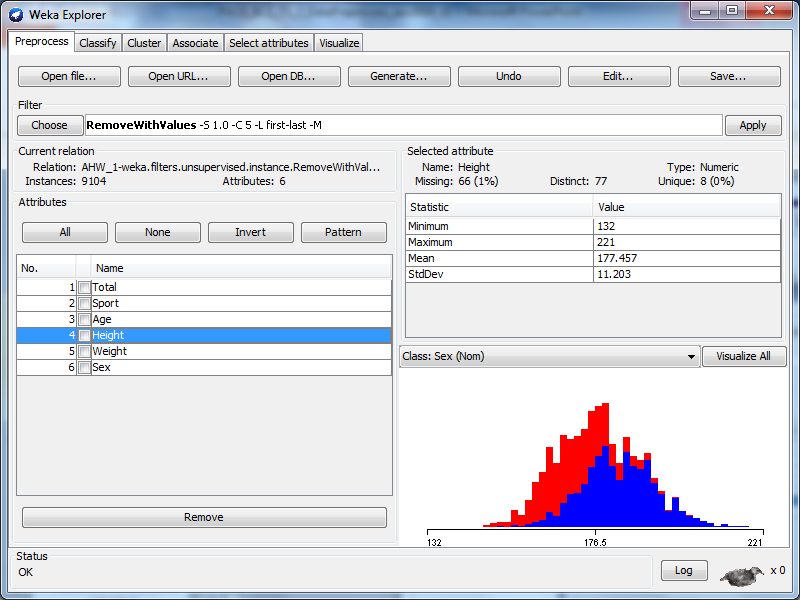 Weka Explorer
Preprocess Classify Cluster Associate Select attributes Visualize
Open file... Open URL... Open DB... Generate... Undo Edit... Save...
Filter
Choose RemoveWithValues -S 1.0 -C 5 -L first-last -M Apply
Current relation
Relation: AHW_1-weka.filters.unsupervised.instance.RemoveWithVal...
Instances: 9104 Attributes: 6
Attributes
All None Invert Pattern
No. Name
1 Total
2 Sport
3 Age
4 Height
5 Weight
6 Sex
Remove
Selected attribute
Name: Height Type: Numeric
Missing: 66 (1%) Distinct: 77 Unique: 8 (0%)
Statistic Value
Minimum 132
Maximum 221
Mean 177.457
StdDev 11.203
Class: Sex (Nom) Visualize All
132 176.5 221
Status
OK
Log x 0